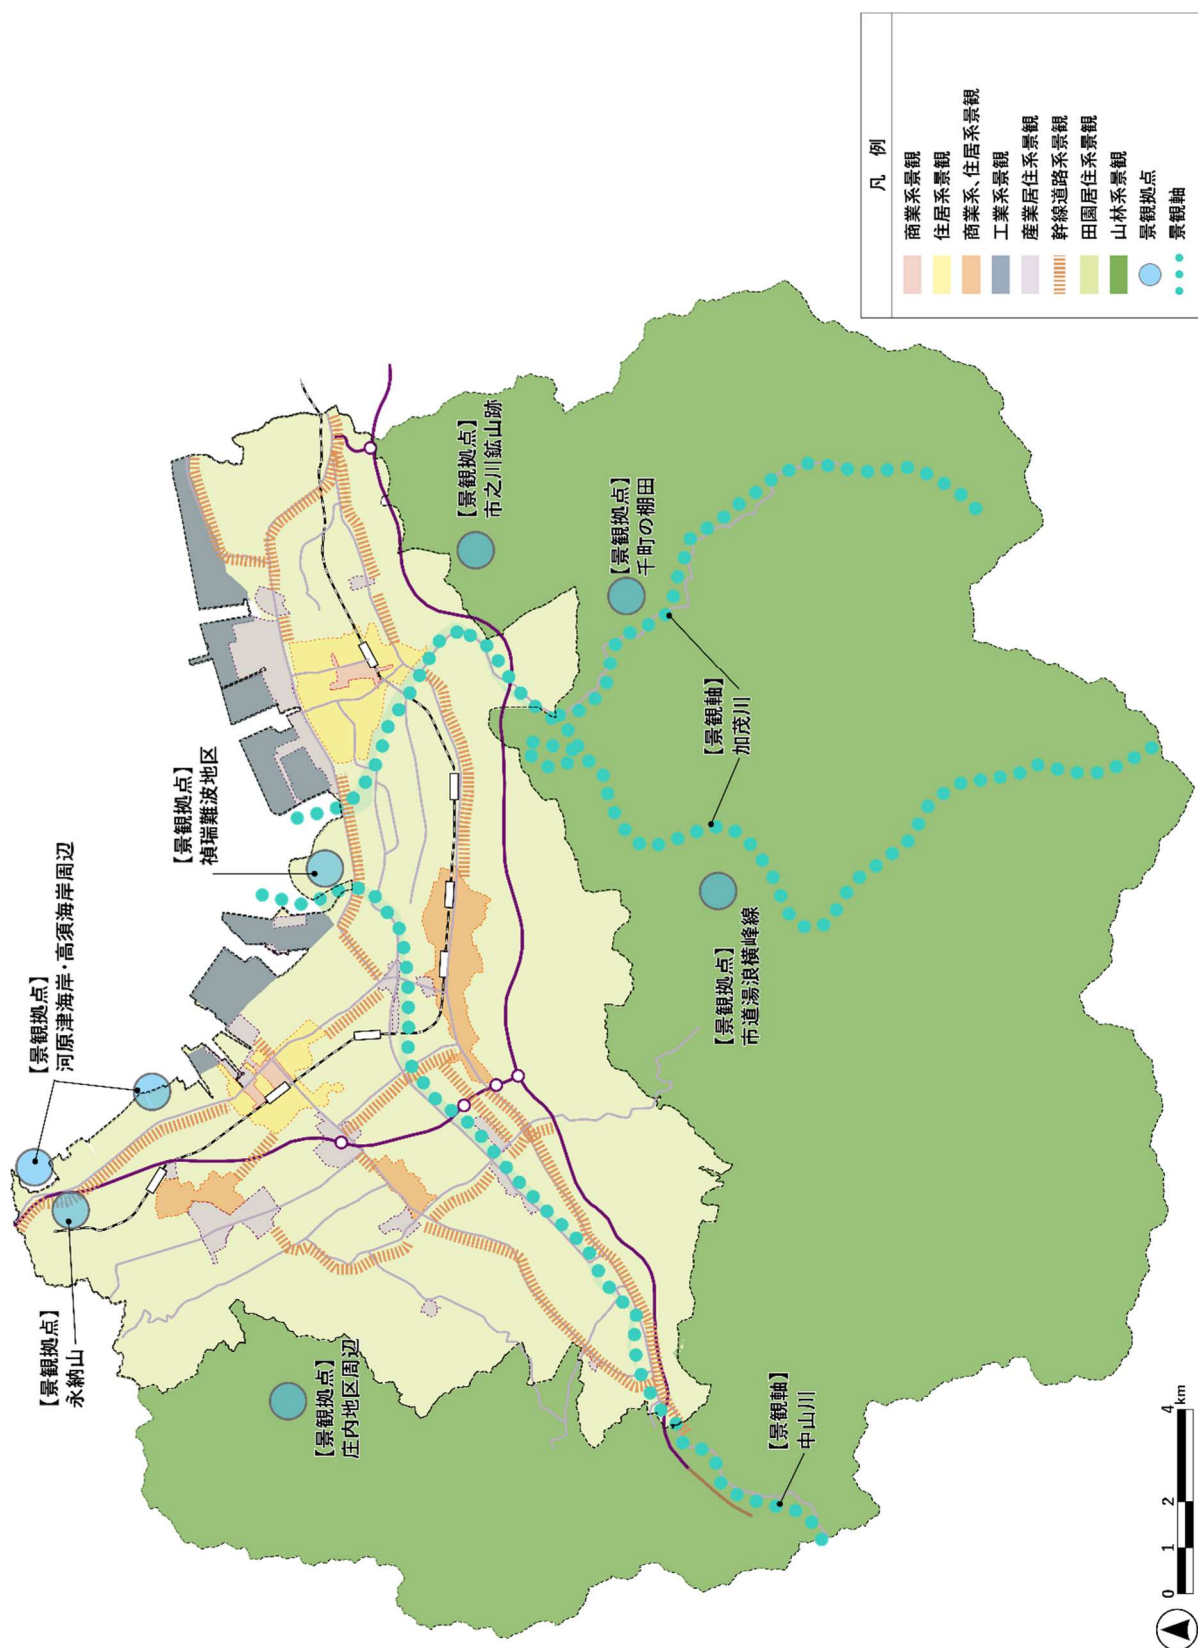 【景観拠点】
河原津海岸・高須海岸周辺
【景観拠点】
永納山
【景観拠点】
禎瑞難波地区
【景観拠点】
市之川鉱山跡
【景観拠点】
千町の棚田
【景観軸】
加茂川
【景観拠点】
市道湯浪横峰線
【景観拠点】
庄内地区周辺
【景観軸】
中山川
凡 例
商業系景観
住居系景観
商業系、住居系景観
工業系景観
産業居住系景観
幹線道路系景観
田園居住系景観
山林系景観
景観拠点
景観軸
0 1 2 4
km